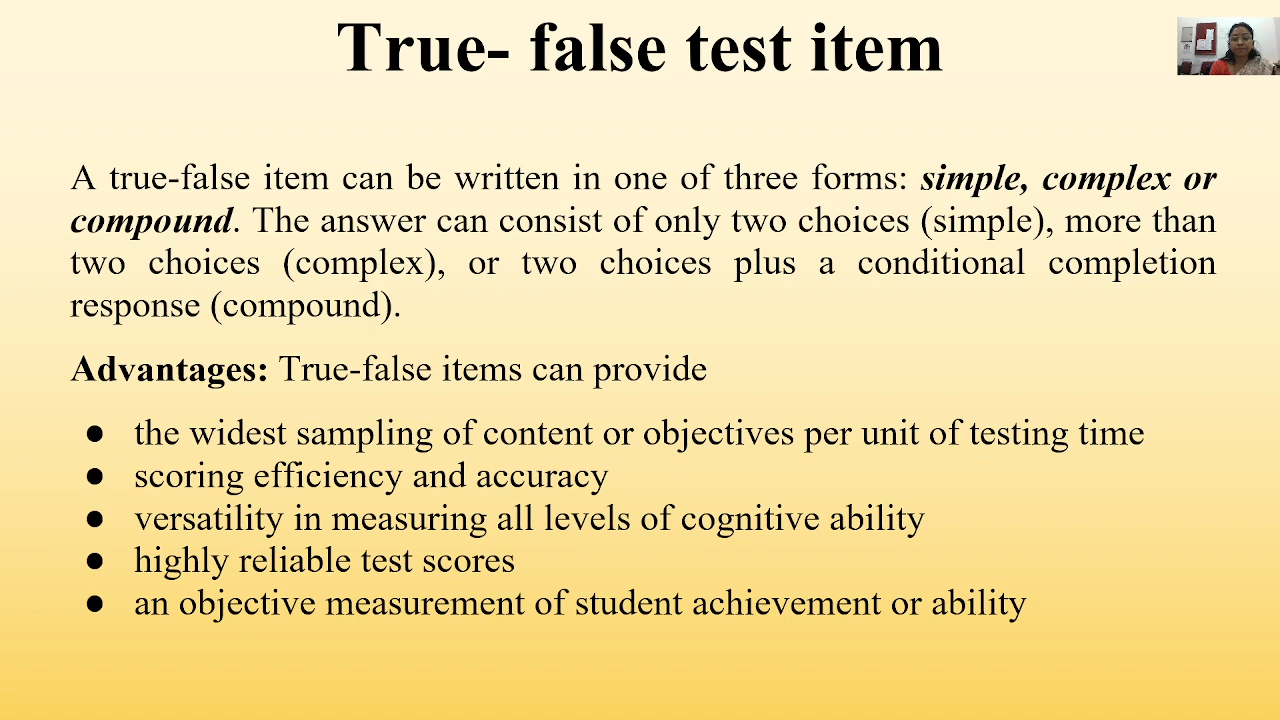 True- false test item
A true-false item can be written in one of three forms: simple, complex or
compound. The answer can consist of only two choices (simple), more than
two choices (complex), or two choices plus a conditional completion
response (compound).
Advantages: True-false items can provide
● the widest sampling of content or objectives per unit of testing time
● scoring efficiency and accuracy
● versatility in measuring all levels of cognitive ability
● highly reliable test scores
● an objective measurement of student achievement or ability